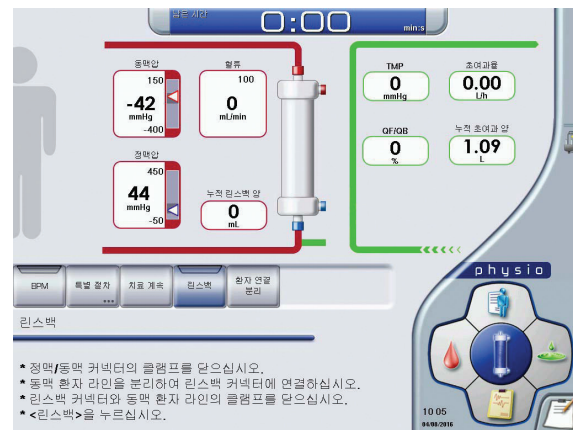 남은 시간
0:00
min:s
동맥압
150
-42
mmHg
-400
혈류
100
0
mL/min
정맥압
450
44
mmHg
-50
누적 린스백 양
0
mL
TMP
0
mmHg
초여과율
0.00
L/h
QF/QB
0
%
누적 초여과 양
1.09
L
physio
BPM
특별 절차
...
치료 계속
린스백
환자 연결
분리
린스백
* 정맥/동맥 커넥터의 클램프를 닫으십시오.
* 동맥 환자 라인을 분리하여 린스백 커넥터에 연결하십시오.
* 린스백 커넥터와 동맥 환자 라인의 클램프를 닫으십시오.
* <린스백>을 누르십시오.
10 05
04/08/2016